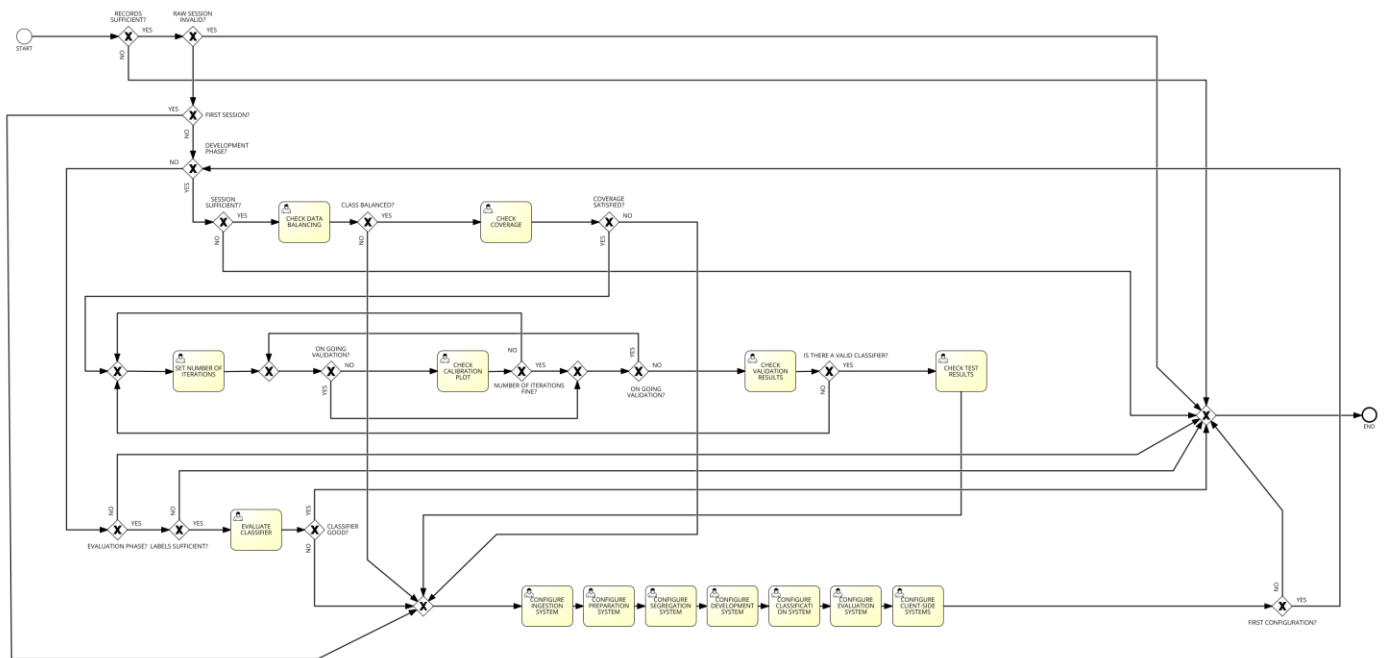 RECORDS
SUFFICIENT?
RAW SESSION
INVALID?
YES
YES
START
NO
YES
FIRST SESSION?
NO
DEVELOPMENT
PHASE?
NO
YES
SESSION
SUFFICIENT?
YES
NO
CHECK DATA
BALANCING
CLASS BALANCED?
YES
NO
CHECK
COVERAGE
COVERAGE
SATISFIED?
NO
YES
SET NUMBER OF
ITERATIONS
ON GOING
VALIDATION?
NO
YES
CHECK
CALIBRATION
PLOT
NO
YES
NUMBER OF ITERATIONS
FINE?
YES
NO
ON GOING
VALIDATION?
CHECK
VALIDATION
RESULTS
IS THERE A VALID CLASSIFIER?
YES
NO
CHECK TEST
RESULTS
END
NO
YES
EVALUATION PHASE?
NO
YES
LABELS SUFFICIENT?
EVALUATE
CLASSIFIER
YES
CLASSIFIER
GOOD?
NO
CONFIGURE
INGESTION
SYSTEM
CONFIGURE
PREPARATION
SYSTEM
CONFIGURE
SEGREGATION
SYSTEM
CONFIGURE
DEVELOPMENT
SYSTEM
CONFIGURE
CLASSIFICATI
ON SYSTEM
CONFIGURE
EVALUATION
SYSTEM
CONFIGURE
CLIENT-SIDE
SYSTEMS
NO
YES
FIRST CONFIGURATION?